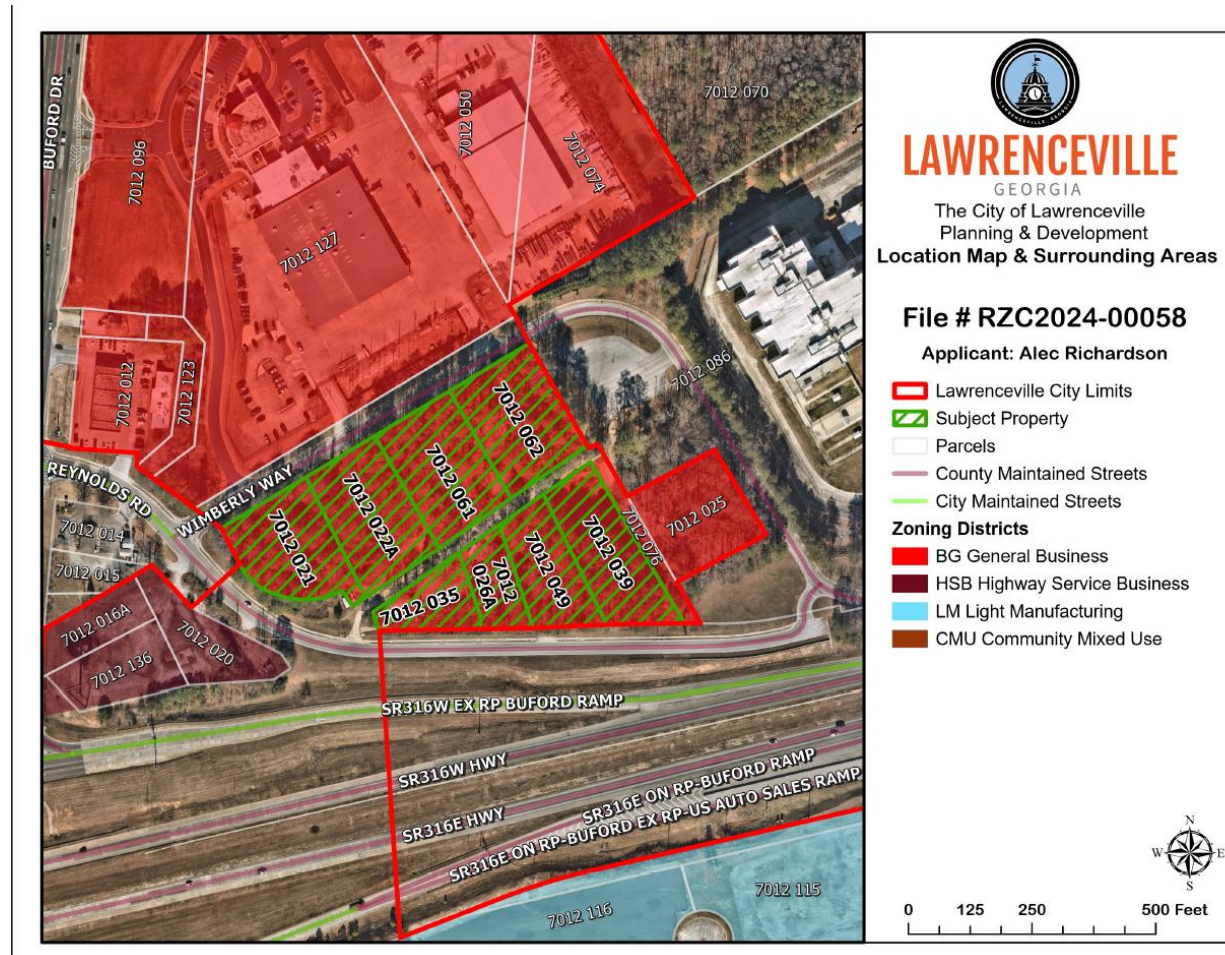 BUFORD DR
7012 096
7012 127
7012 050
7012 074
7012 070
7012 012
7012 123
7012 086
REYNOLDS RD
WIMBERLY WAY
7012 062
7012 061
7012 022A
7012 021
7012 014
7012 015
7012 016A
7012 136
7012 020
7012 035
7012
026A
7012 049
7012 039
7012 076
7012 025
SR316W EX RP BUFORD RAMP
SR316W HWY
SR316E HWY
SR316E ON RP-BUFORD RAMP
SR316E ON RP-BUFORD EX RP-US AUTO SALES RAMP
7012 116
7012 115
LAWRENCEVILLE, GEORGIA
LAWRENCEVILLE
GEORGIA
The City of Lawrenceville
Planning & Development
Location Map & Surrounding Areas
File # RZC2024-00058
Applicant: Alec Richardson
Lawrenceville City Limits
Subject Property
Parcels
County Maintained Streets
City Maintained Streets
Zoning Districts
BG General Business
HSB Highway Service Business
LM Light Manufacturing
CMU Community Mixed Use
N
W E
S
0 125 250 500 Feet